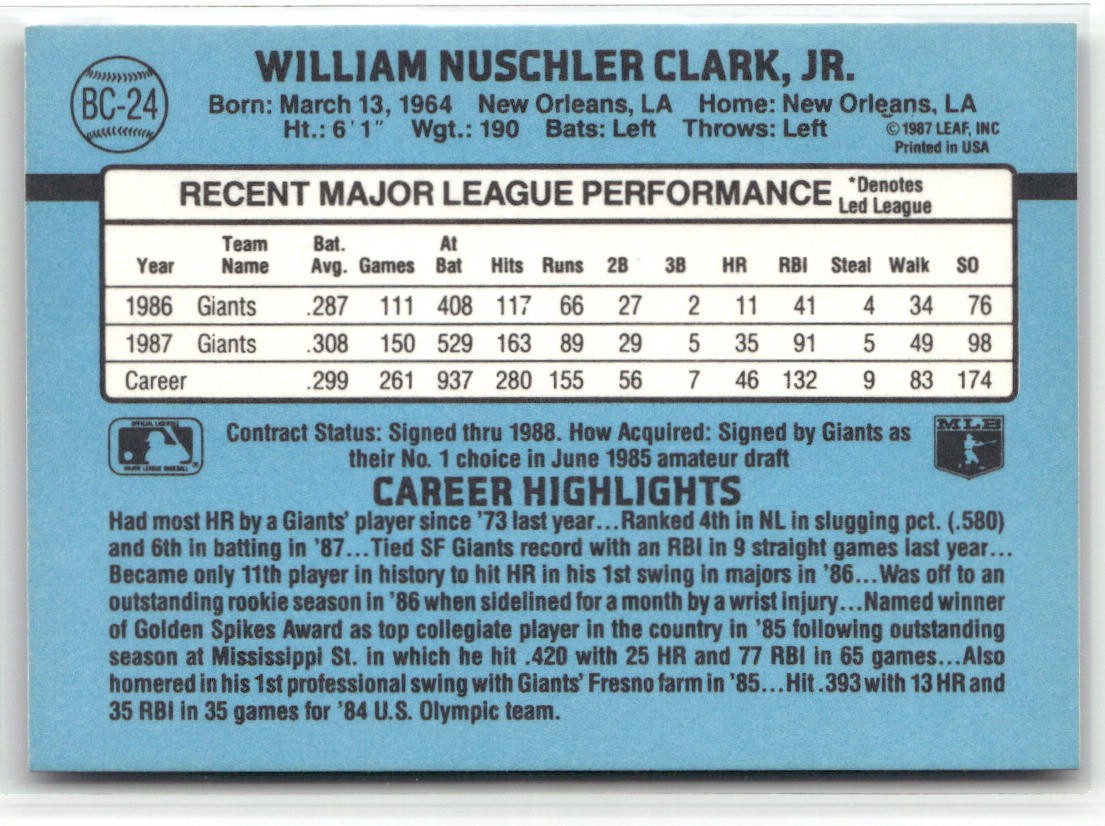 BC-24
WILLIAM NUSCHLER CLARK, JR.
Born: March 13, 1964 New Orleans, LA Home: New Orleans, LA
Ht.: 6'1" Wgt.: 190 Bats: Left Throws: Left
©1987 LEAF, INC
Printed in USA
RECENT MAJOR LEAGUE PERFORMANCE *Denotes Led League
Year Team Name Bat. Avg. Games At Bat Hits Runs 2B 3B HR RBI Steal Walk SO
1986 Giants .287 111 408 117 66 27 2 11 41 4 34 76
1987 Giants .308 150 529 163 89 29 5 35 91 5 49 98
Career .299 261 937 280 155 56 7 46 132 9 83 174
OFFICIAL LICENSEE
MAJOR LEAGUE BASEBALL
Contract Status: Signed thru 1988. How Acquired: Signed by Giants as
their No. 1 choice in June 1985 amateur draft
MLB
CAREER HIGHLIGHTS
Had most HR by a Giants' player since '73 last year...Ranked 4th in NL in slugging pct. (.580)
and 6th in batting in '87...Tied SF Giants record with an RBI in 9 straight games last year...
Became only 11th player in history to hit HR in his 1st swing in majors in '86...Was off to an
outstanding rookie season in '86 when sidelined for a month by a wrist injury...Named winner
of Golden Spikes Award as top collegiate player in the country in '85 following outstanding
season at Mississippi St. in which he hit .420 with 25 HR and 77 RBI in 65 games...Also
homered in his 1st professional swing with Giants' Fresno farm in '85...Hit .393 with 13 HR and
35 RBI in 35 games for '84 U.S. Olympic team.